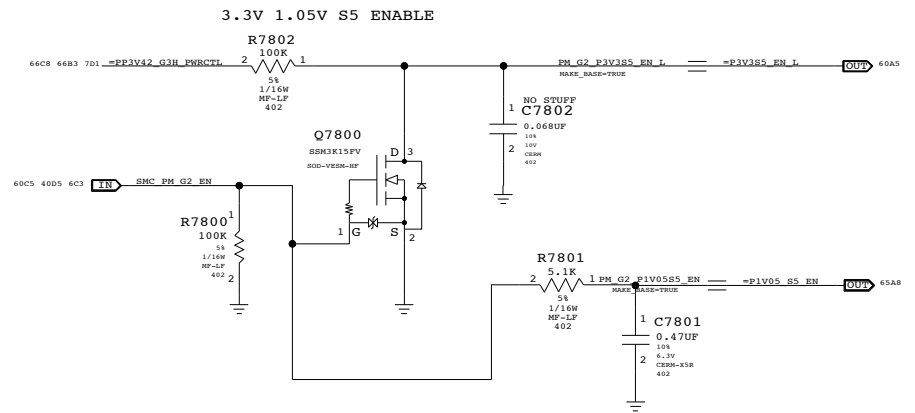 3.3V 1.05V S5 ENABLE
R7802
100K
66C8 66B3 7D1 =PP3V42_G3H_PWRCTL 2 1
5%
1/16W
MF-LF
402
PM_G2_P3V3S5_EN_L =P3V3S5_EN_L OUT 60A5
MAKE_BASE=TRUE
NO STUFF
1 C7802
0.068UF
10%
10V
CERM
402
2
Q7800
SSM3K15FV
SOD-VESM-HF
D 3
1 G S 2
60C5 40D5 6C3 IN SMC_PM_G2_EN
R7800 1
100K
5%
1/16W
MF-LF
402 2
R7801
5.1K
2 1 PM_G2_P1V05S5_EN =P1V05_S5_EN OUT 65A8
MAKE_BASE=TRUE
5%
1/16W
MF-LF
402
1 C7801
0.47UF
10%
6.3V
CERM-X5R
402
2